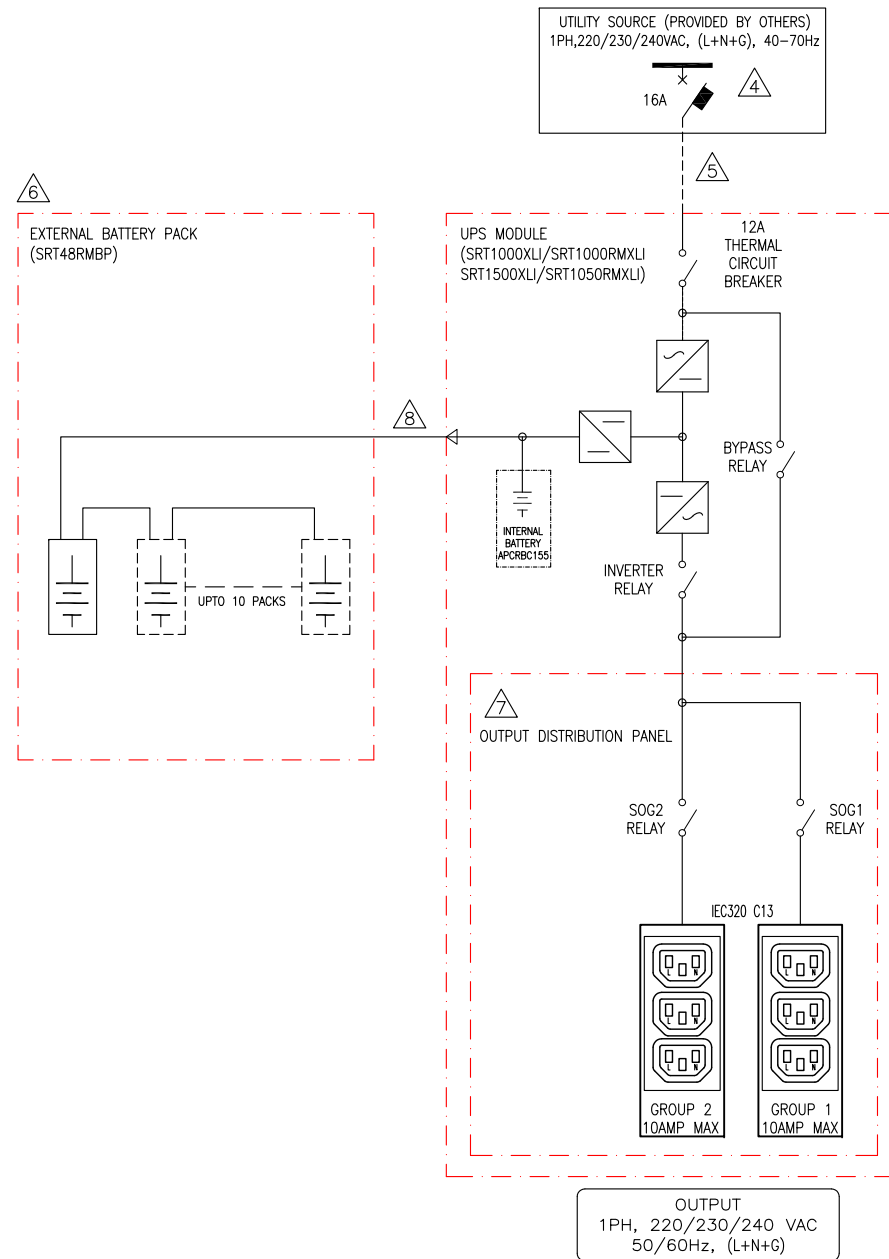 UTILITY SOURCE (PROVIDED BY OTHERS)
1PH,220/230/240VAC, (L+N+G), 40-70Hz
16A
4
5
6
EXTERNAL BATTERY PACK
(SRT48RMBP)
UPS MODULE
(SRT1000XLI/SRT1000RMXLI
SRT1500XLI/SRT1050RMXLI)
12A
THERMAL
CIRCUIT
BREAKER
8
BYPASS
RELAY
INTERNAL
BATTERY
APCRBC155
INVERTER
RELAY
UPTO 10 PACKS
7
OUTPUT DISTRIBUTION PANEL
SOG2
RELAY
SOG1
RELAY
IEC320 C13
L N
L N
L N
L N
L N
L N
GROUP 2
10AMP MAX
GROUP 1
10AMP MAX
OUTPUT
1PH, 220/230/240 VAC
50/60Hz, (L+N+G)